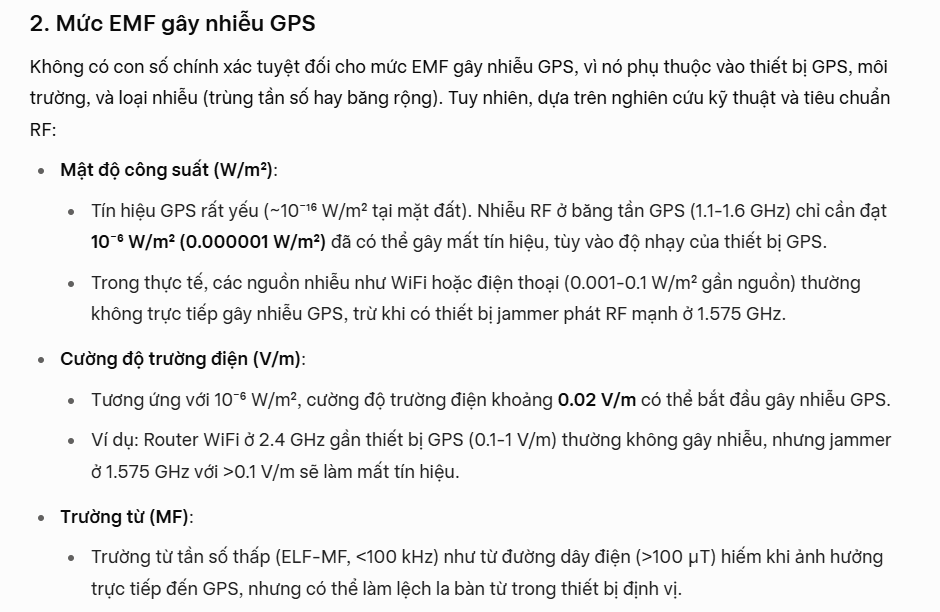 2. Mức EMF gây nhiễu GPS
Không có con số chính xác tuyệt đối cho mức EMF gây nhiễu GPS, vì nó phụ thuộc vào thiết bị GPS, môi
trường, và loại nhiễu (trùng tần số hay băng rộng). Tuy nhiên, dựa trên nghiên cứu kỹ thuật và tiêu chuẩn
RF:
• Mật độ công suất (W/m²):
• Tín hiệu GPS rất yếu (~10⁻¹⁶ W/m² tại mặt đất). Nhiễu RF ở băng tần GPS (1.1-1.6 GHz) chỉ cần đạt
10⁻⁶ W/m² (0.000001 W/m²) đã có thể gây mất tín hiệu, tùy vào độ nhạy của thiết bị GPS.
• Trong thực tế, các nguồn nhiễu như WiFi hoặc điện thoại (0.001-0.1 W/m² gần nguồn) thường
không trực tiếp gây nhiễu GPS, trừ khi có thiết bị jammer phát RF mạnh ở 1.575 GHz.
• Cường độ trường điện (V/m):
• Tương ứng với 10⁻⁶ W/m², cường độ trường điện khoảng 0.02 V/m có thể bắt đầu gây nhiễu GPS.
• Ví dụ: Router WiFi ở 2.4 GHz gần thiết bị GPS (0.1-1 V/m) thường không gây nhiễu, nhưng jammer
ở 1.575 GHz với >0.1 V/m sẽ làm mất tín hiệu.
• Trường từ (MF):
• Trường từ tần số thấp (ELF-MF, <100 kHz) như từ đường dây điện (>100 µT) hiếm khi ảnh hưởng
trực tiếp đến GPS, nhưng có thể làm lệch la bàn từ trong thiết bị định vị.